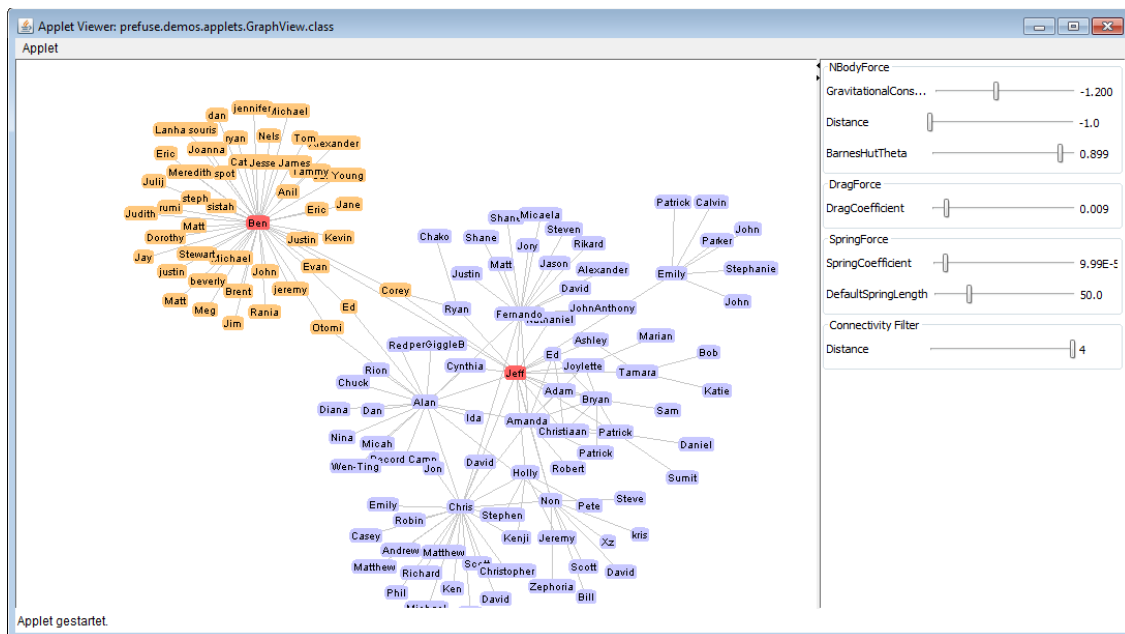 Applet Viewer: prefuse.demos.applets.GraphView.class
Applet
NBodyForce
GravitationalCons... -1.200
Distance -1.0
BarnesHutTheta 0.899
DragForce
DragCoefficient 0.009
SpringForce
SpringCoefficient 9.99E-5
DefaultSpringLength 50.0
Connectivity Filter
Distance 4
jennifer Michael
dan
Lanha souris ryan Nels Tom Alexander
Eric Joanna
Cat Jesse James
Meredith spot Tammy Young
Julij Anil
steph
Judith rumi sistah Eric Jane
Matt Ben
Dorothy Justin Kevin
Jay Stewart Michael Evan
justin John
beverly Brent jeremy
Matt Meg Rania Ed
Jim Otomi
Corey
Patrick Calvin
Shane Micaela
Chako Shane Jory Steven Rikard John
Parker
Justin Matt Jason Alexander Emily Stephanie
David
Ryan Fernando JohnAnthony John
RedperGiggleB Ashley Marian
Ed
Rion Cynthia Jeff Joylette Tamara Bob
Chuck Adam Katie
Alan Bryan
Diana Dan Ida Amanda Sam
Nina Micah Christiaan Patrick Daniel
Patrick
Wen-Ting Record Camp Jon David Holly Robert Sumit
Emily Chris Non Pete Steve
Robin Stephen
Casey Kenji Jeremy Xz kris
Andrew Matthew
Matthew Richard Scott Christopher Scott David
Phil Ken Zephoria
David Bill
Michael
Applet gestartet.